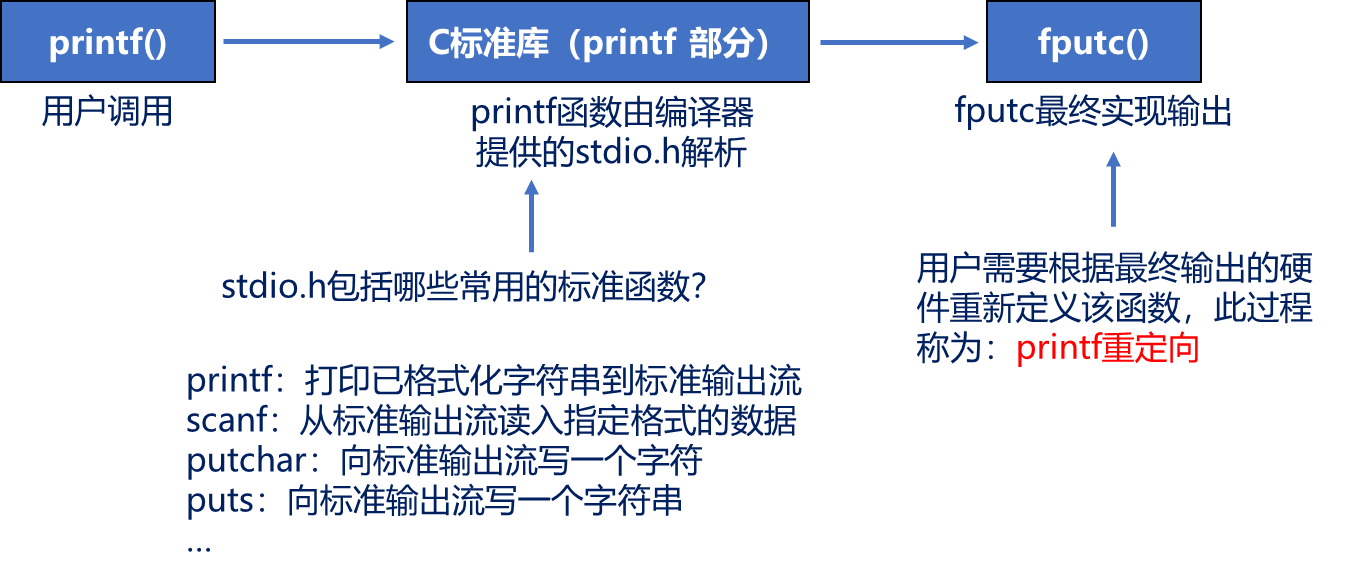 printf()
C标准库（printf 部分）
fputc()
用户调用
printf函数由编译器
提供的stdio.h解析
fputc最终实现输出
stdio.h包括哪些常用的标准函数？
用户需要根据最终输出的硬
件重新定义该函数，此过程
称为：printf重定向
printf：打印已格式化字符串到标准输出流
scanf：从标准输出流读入指定格式的数据
putchar：向标准输出流写一个字符
puts：向标准输出流写一个字符串
…